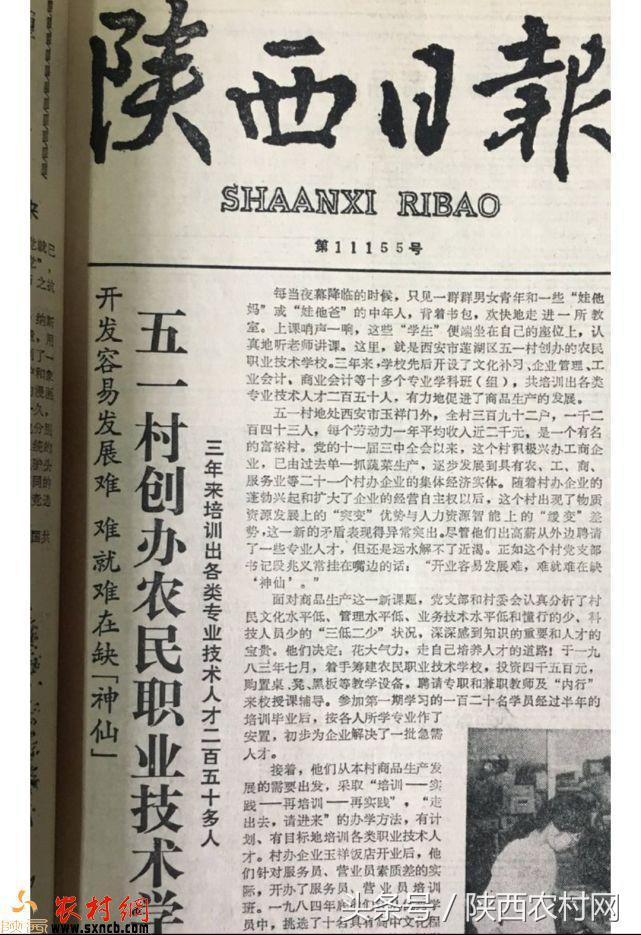 陕西日報
SHAANXI RIBAO
第11155号
开发容易发展难 难就难在缺「神仙」
五一村创办农民职业技术学
三年来培训出各类专业技术人才二百五十多人
每当夜幕降临的时候，只见一群群男女青年和一些“娃他
妈”或“娃他爸”的中年人，背着书包，欢快地走进一所教
室。上课哨声一响，这些“学生”便端坐在自己的座位上，认
真地听老师讲课。这里，就是西安市莲湖区五一村创办的农民
职业技术学校。三年来，学校先后开设了文化补习、企业管理、工
业会计、商业会计等十多个专业学科班（组），共培训出各类
专业技术人才二百五十人，有力地促进了商品生产的发展。
五一村地处西安市玉祥门外，全村三百九十二户，一千二
百四十三人，每个劳动力一年平均收入近二千元，是一个有名
的富裕村。党的十一届三中全会以来，这个村积极兴办工商企
业，已由过去单一抓蔬菜生产，逐步发展到具有农、工、商、
服务业等二十一个村办企业的集体经济实体。随着村办企业的
蓬勃兴起和扩大了企业的经营自主权以后，这个村出现了物质
资源发展上的“突变”优势与人力资源智能上的“缓变”差
势，这一新的矛盾表现得异常突出。尽管他们出高薪从外边聘请
了一些专业人才，但还是远水解不了近渴。正如这个村党支部
书记段兆义常挂在嘴边的话：“开业容易发展难，难就难在缺
‘神仙’。”
面对商品生产这一新课题，党支部和村委会认真分析了村
民文化水平低、管理水平低、业务技术水平低和懂行的少、科
技人员少的“三低二少”状况，深深感到知识的重要和人才的
宝贵。他们决定：花大气力，走自己培养人才的道路！于一九
八三年七月，着手筹建农民职业技术学校，投资四千五百元，
购置桌、凳、黑板等教学设备。聘请专职和兼职教师及“内行”
来校授课辅导。参加第一期学习的一百二十名学员经过半年的
培训毕业后，按各人所学专业作了
安置，初步为企业解决了一批急需
人才。
接着，他们从本村商品生产发
展的需要出发，采取“培训——实
践——再培训——再实践”，“走
出去，请进来”的办学方法，有计
划、有目标地培训各类职业技术人
才。村办企业玉祥饭店开业后，他
们针对服务员、营业员素质差的实
际，开办了服务员、营业员培训
班。一九八四年底
员中，挑选了十名具有高中文化程
头条号／陕西农村网
陕西农村网
www.sxncb.com